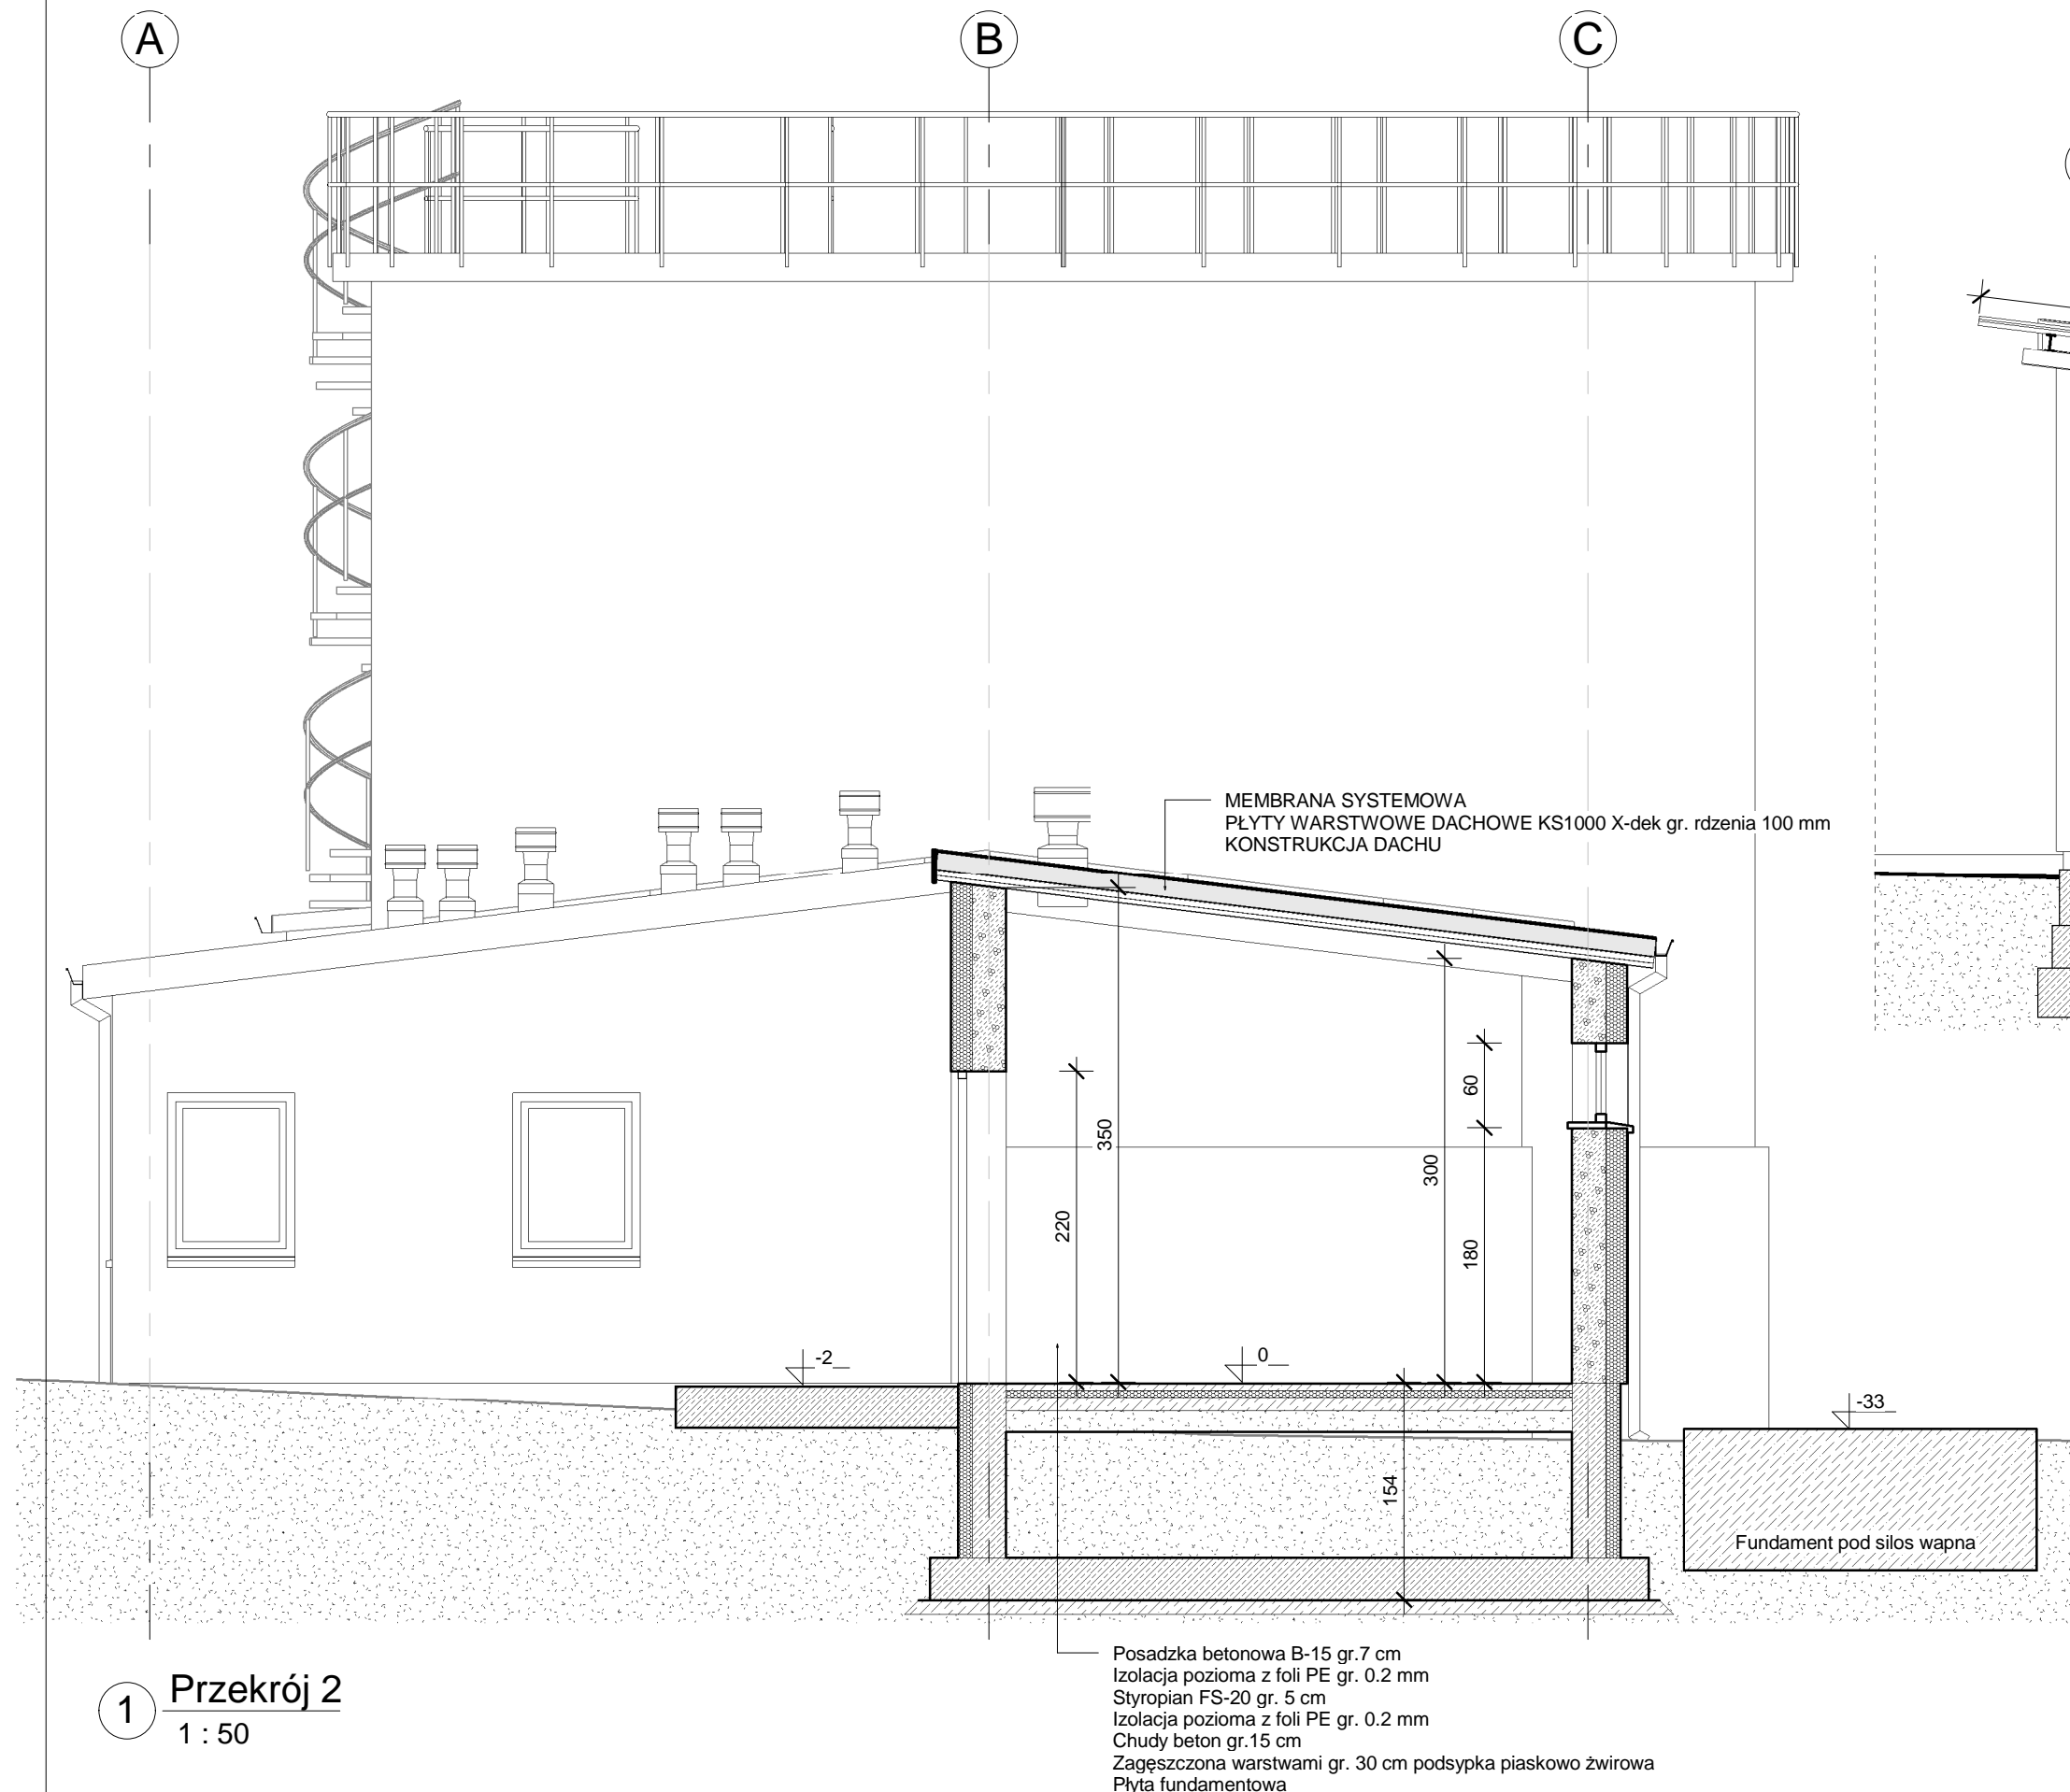 A
B
C
MEMBRANA SYSTEMOWA
PŁYTY WARSTWOWE DACHOWE KS1000 X-dek gr. rdzenia 100 mm
KONSTRUKCJA DACHU
60
350
300
220
180
-2
0
-33
154
Fundament pod silos wapna
Posadzka betonowa B-15 gr.7 cm
Izolacja pozioma z foli PE gr. 0.2 mm
Styropian FS-20 gr. 5 cm
Izolacja pozioma z foli PE gr. 0.2 mm
Chudy beton gr.15 cm
Zagęszczona warstwami gr. 30 cm podsypka piaskowo żwirowa
Płyta fundamentowa
1
Przekrój 2
1 : 50